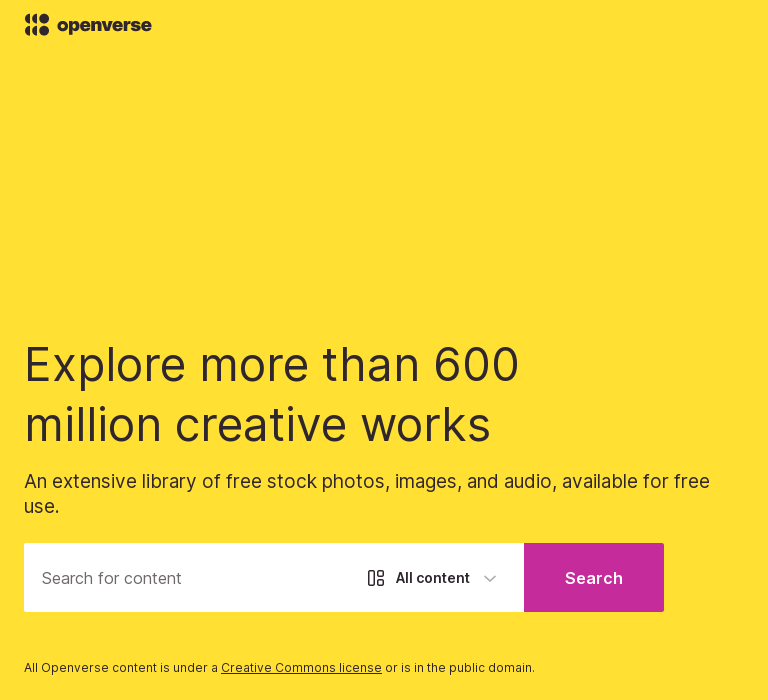 openverse
Explore more than 600
million creative works
An extensive library of free stock photos, images, and audio, available for free
use.
Search for content
All content
Search
All Openverse content is under a Creative Commons license or is in the public domain.